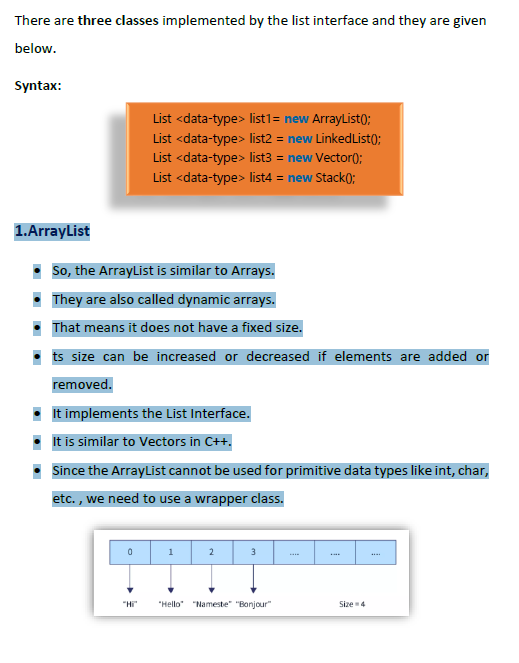 There are three classes implemented by the list interface and they are given
below.
Syntax:
List <data-type> list1= new ArrayList();
List <data-type> list2 = new LinkedList();
List <data-type> list3 = new Vector();
List <data-type> list4 = new Stack();
1.ArrayList
• So, the ArrayList is similar to Arrays.
• They are also called dynamic arrays.
• That means it does not have a fixed size.
• ts size can be increased or decreased if elements are added or
removed.
• It implements the List Interface.
• It is similar to Vectors in C++.
• Since the ArrayList cannot be used for primitive data types like int, char,
etc. , we need to use a wrapper class.
0 1 2 3 .... .... ....
"Hi" "Hello" "Nameste" "Bonjour" Size = 4